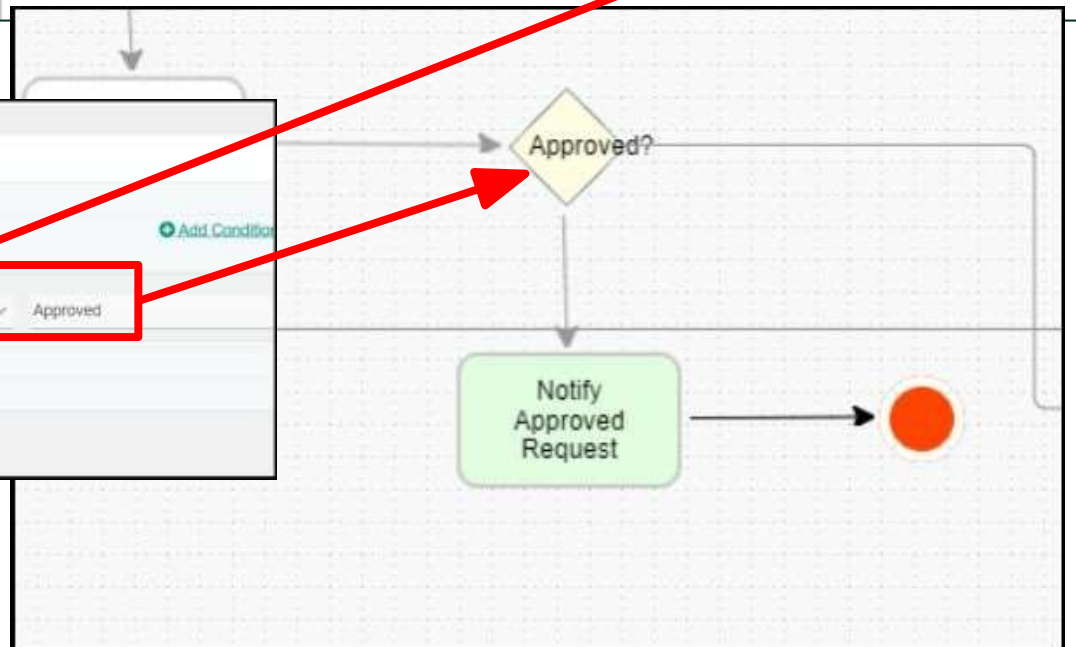 Approved?
Add Condition
Approved
Notify
Approved
Request